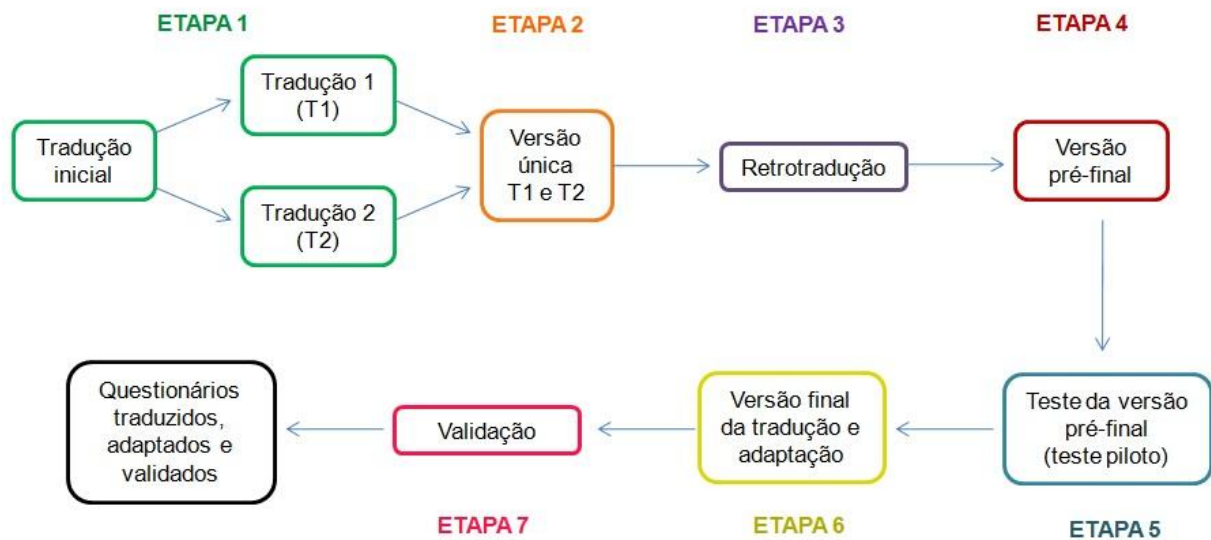 ETAPA 1
ETAPA 2
ETAPA 3
ETAPA 4
Tradução
inicial
Tradução 1
(T1)
Tradução 2
(T2)
Versão
única
T1 e T2
Retrotradução
Versão
pré-final
Teste da versão
pré-final
(teste piloto)
Versão final
da tradução e
adaptação
Validação
Questionários
traduzidos,
adaptados e
validados
ETAPA 7
ETAPA 6
ETAPA 5